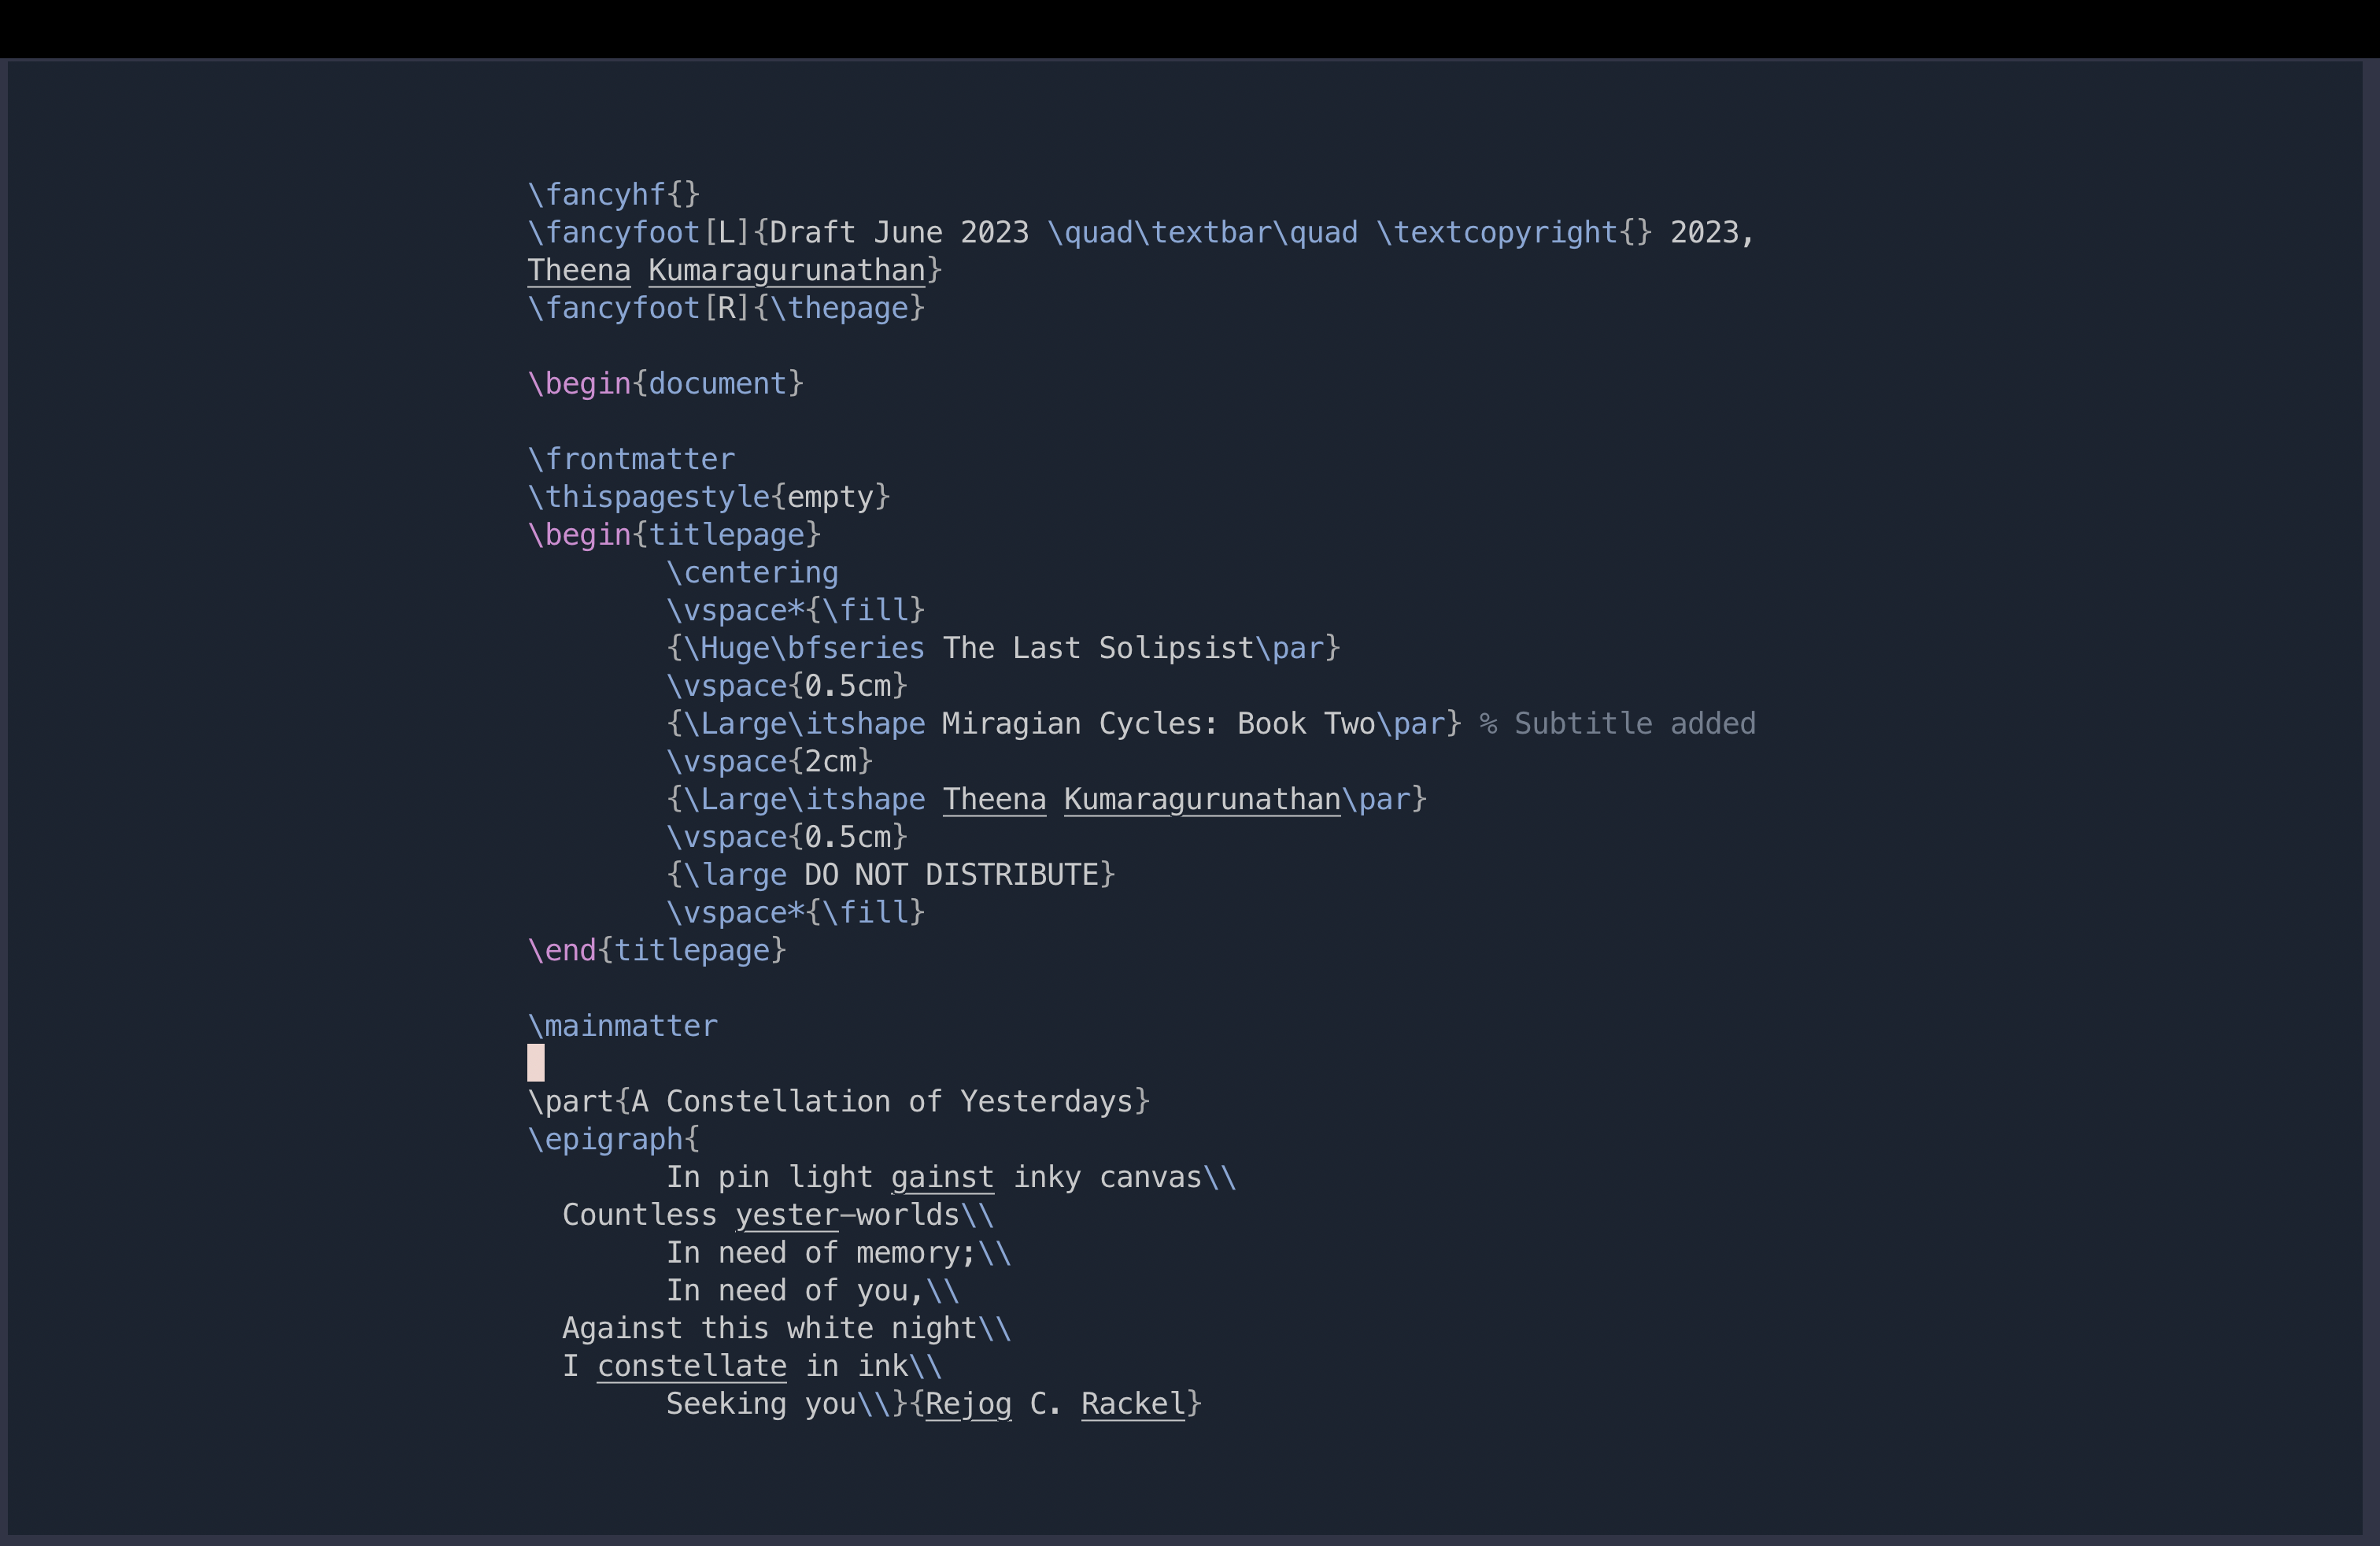 \fancyhf{}
\fancyfoot[L]{Draft June 2023 \quad\textbar\quad \textcopyright{} 2023,
Theena Kumaragurunathan}
\fancyfoot[R]{\thepage}
\begin{document}
\frontmatter
\thispagestyle{empty}
\begin{titlepage}
\centering
\vspace*{\fill}
{\Huge\bfseries The Last Solipsist\par}
\vspace{0.5cm}
{\Large\itshape Miragian Cycles: Book Two\par} % Subtitle added
\vspace{2cm}
{\Large\itshape Theena Kumaragurunathan\par}
\vspace{0.5cm}
{\large DO NOT DISTRIBUTE}
\vspace*{\fill}
\end{titlepage}
\mainmatter
\part{A Constellation of Yesterdays}
\epigraph{
In pin light gainst inky canvas\\
Countless yester–worlds\\
In need of memory;\\
In need of you,\\
Against this white night\\
I constellate in ink\\
Seeking you\\}{Rejog C. Rackel}